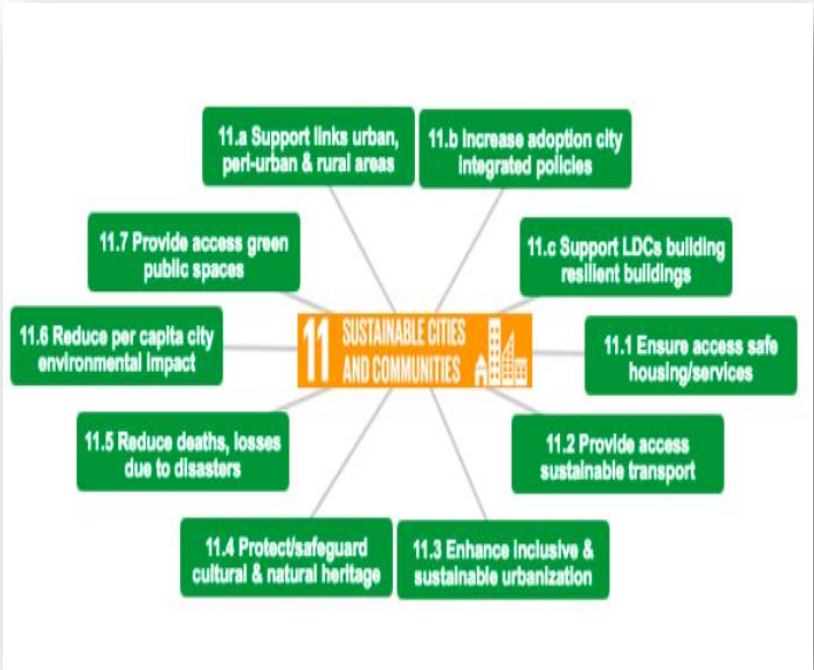 11.a Support links urban,
peri-urban & rural areas
11.b Increase adoption city
integrated policies
11.7 Provide access green
public spaces
11.c Support LDCs building
resilient buildings
11.6 Reduce per capita city
environmental impact
11 SUSTAINABLE CITIES
AND COMMUNITIES
11.1 Ensure access safe
housing/services
11.5 Reduce deaths, losses
due to disasters
11.2 Provide access
sustainable transport
11.4 Protect/safeguard
cultural & natural heritage
11.3 Enhance inclusive &
sustainable urbanization